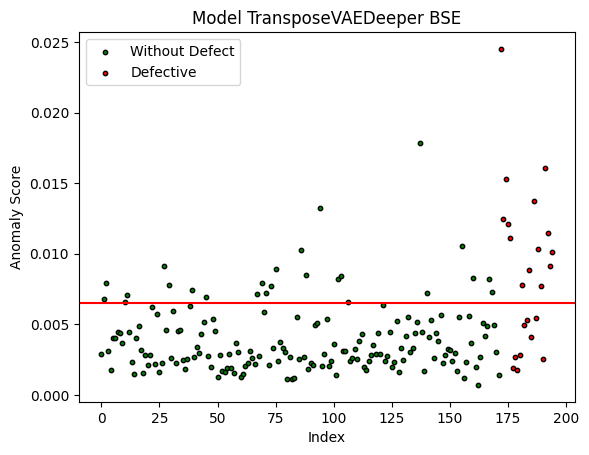 Model TransposeVAEDeeper BSE
Without Defect
Defective
Anomaly Score
0.025
0.020
0.015
0.010
0.005
0.000
0 25 50 75 100 125 150 175 200
Index